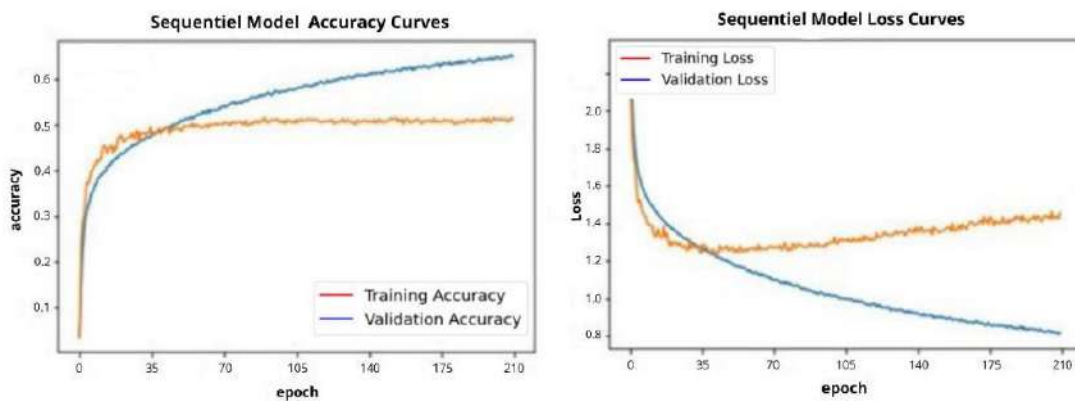 Sequentiel Model Accuracy Curves
accuracy
0.6
0.5
0.4
0.3
0.2
0.1
Training Accuracy
Validation Accuracy
0 35 70 105 140 175 210
epoch
Sequentiel Model Loss Curves
Loss
Training Loss
Validation Loss
2.0
1.8
1.6
1.4
1.2
1.0
0.8
0 35 70 105 140 175 210
epoch